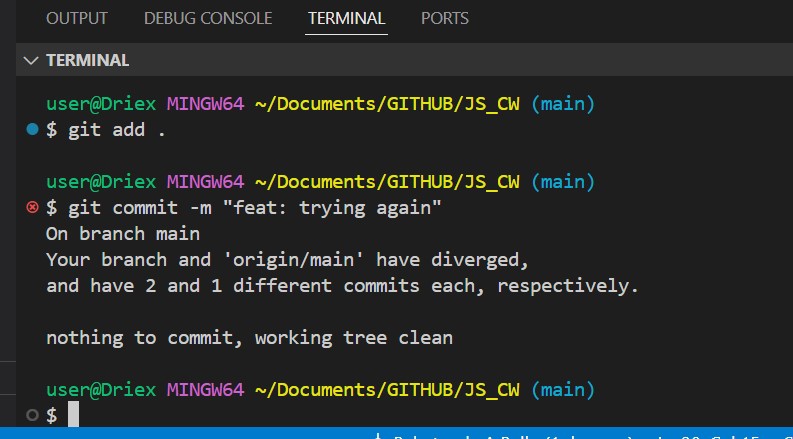 OUTPUT DEBUG CONSOLE TERMINAL PORTS
TERMINAL
user@Driex MINGW64 ~/Documents/GITHUB/JS_CW (main)
$ git add .
user@Driex MINGW64 ~/Documents/GITHUB/JS_CW (main)
$ git commit -m "feat: trying again"
On branch main
Your branch and 'origin/main' have diverged,
and have 2 and 1 different commits each, respectively.
nothing to commit, working tree clean
user@Driex MINGW64 ~/Documents/GITHUB/JS_CW (main)
$